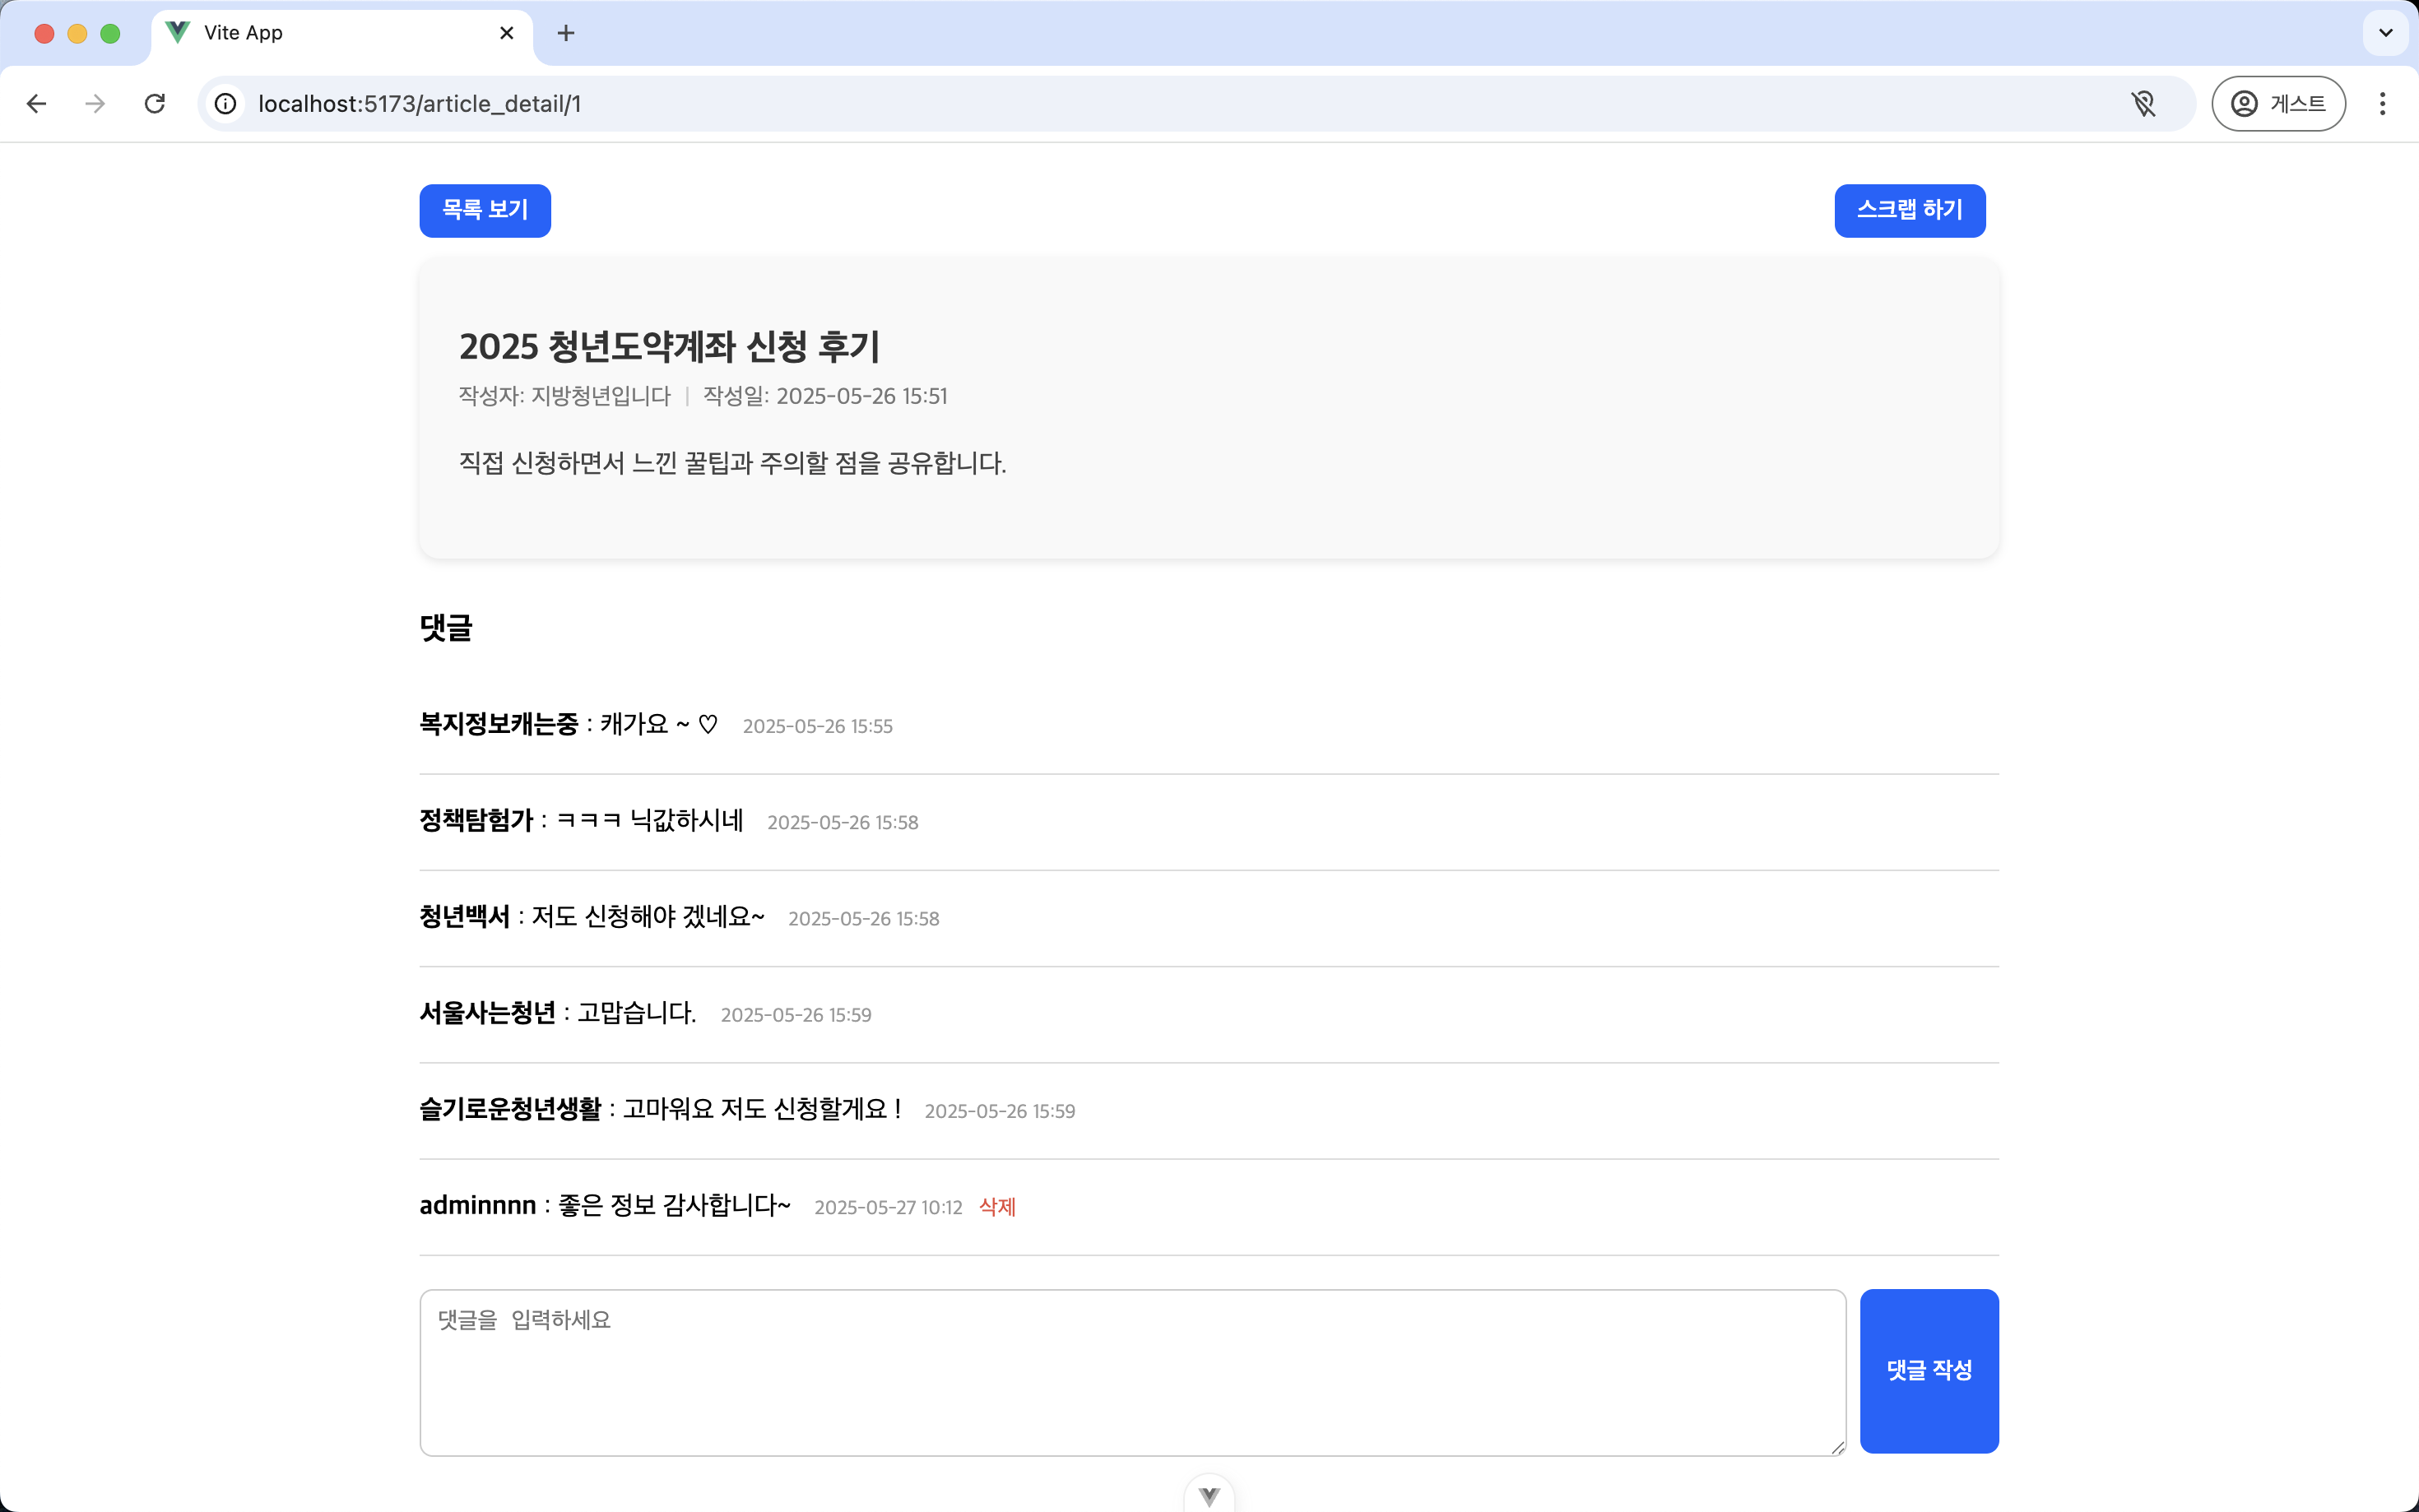 Vite App
localhost:5173/article_detail/1
게스트
목록 보기
스크랩 하기
2025 청년도약계좌 신청 후기
작성자: 지방청년입니다 | 작성일: 2025-05-26 15:51
직접 신청하면서 느낀 꿀팁과 주의할 점을 공유합니다.
댓글
복지정보캐는중 : 캐가요 ~ ♡ 2025-05-26 15:55
정책탐험가 : ㅋㅋㅋ 닉값하시네 2025-05-26 15:58
청년백서 : 저도 신청해야 겠네요~ 2025-05-26 15:58
서울사는청년 : 고맙습니다. 2025-05-26 15:59
슬기로운청년생활 : 고마워요 저도 신청할게요 ! 2025-05-26 15:59
adminnnn : 좋은 정보 감사합니다~ 2025-05-27 10:12 삭제
댓글을 입력하세요
댓글 작성